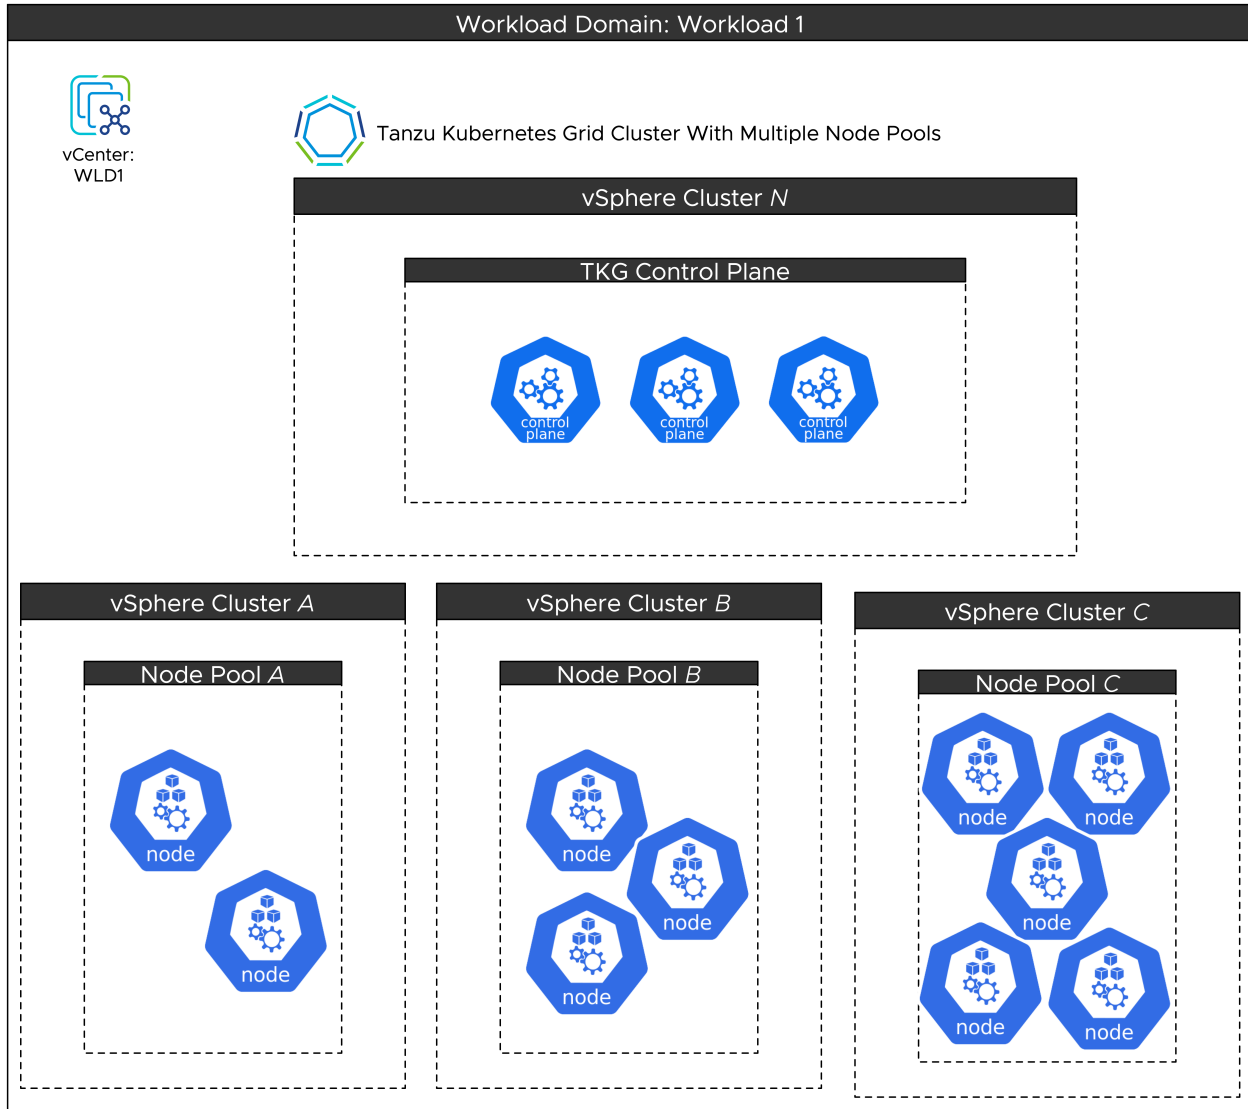 Workload Domain: Workload 1
vCenter:
WLD1
Tanzu Kubernetes Grid Cluster With Multiple Node Pools
vSphere Cluster N
TKG Control Plane
control
plane
control
plane
control
plane
vSphere Cluster A
Node Pool A
node
node
vSphere Cluster B
Node Pool B
node
node
node
vSphere Cluster C
Node Pool C
node
node
node
node
node